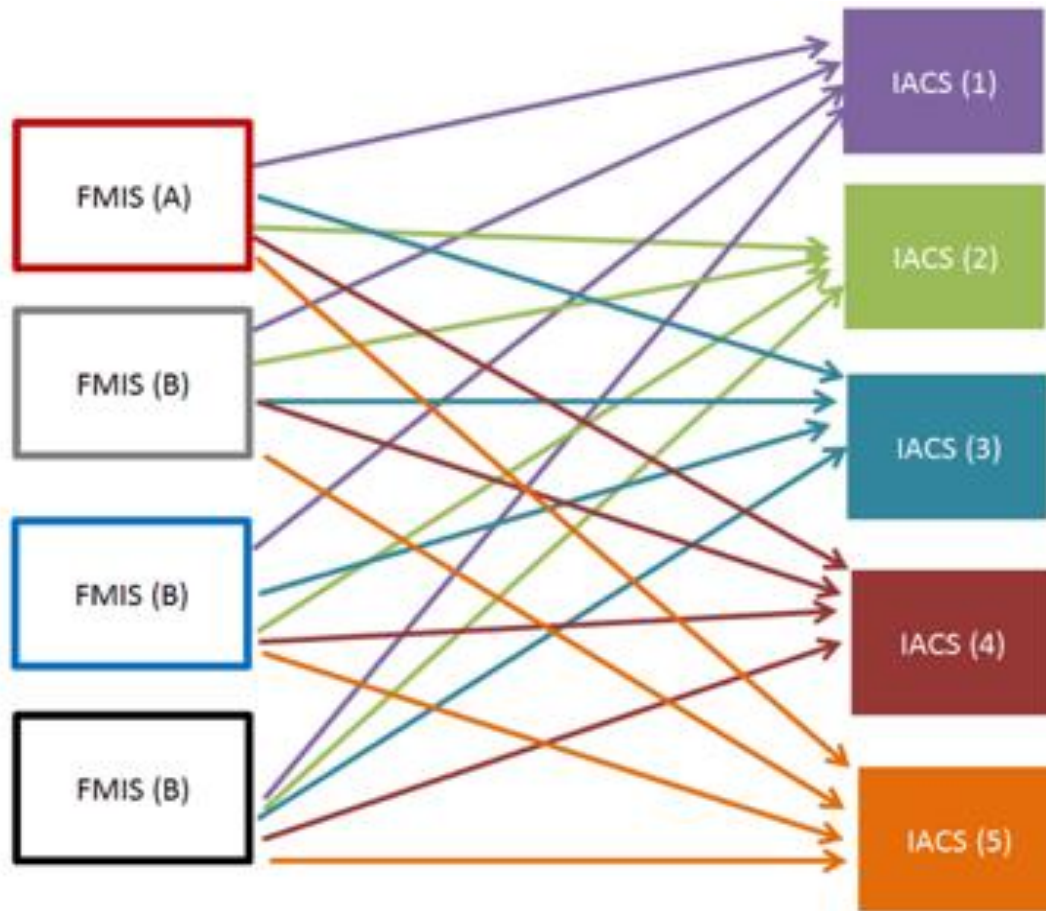 FMIS (A)
FMIS (B)
FMIS (B)
FMIS (B)
IACS (1)
IACS (2)
IACS (3)
IACS (4)
IACS (5)